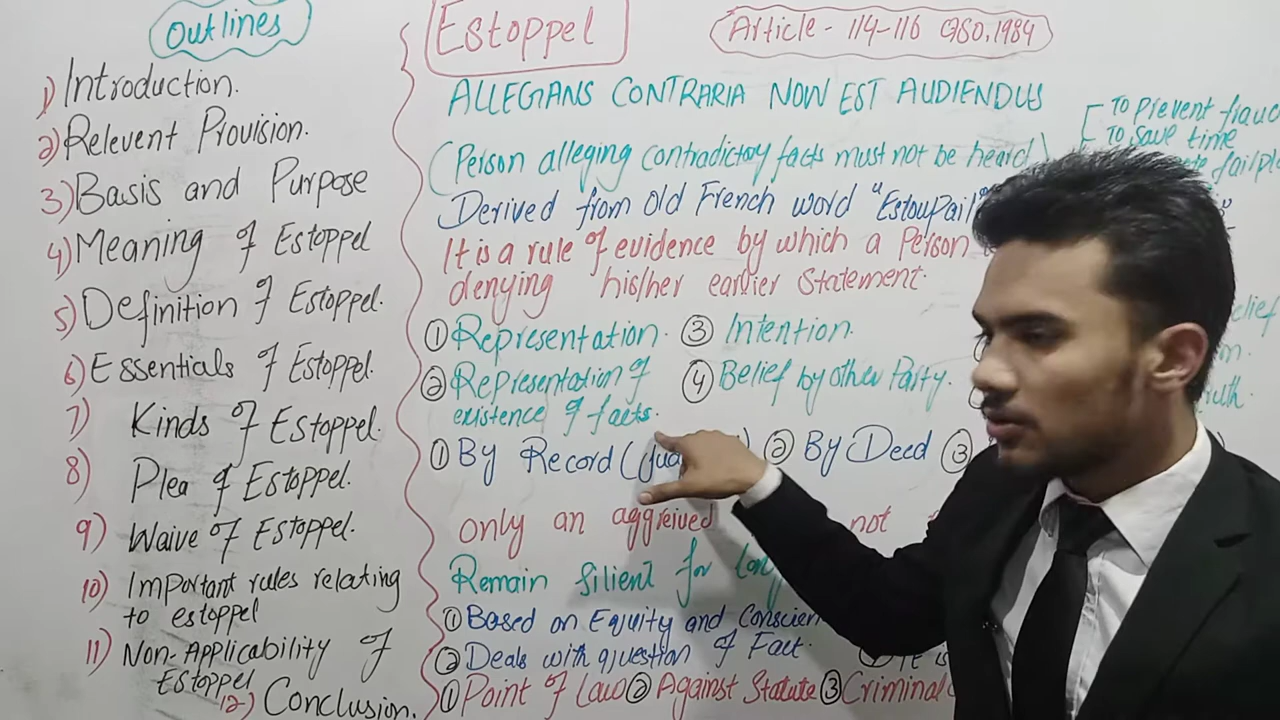 Outlines
1) Introduction.
2) Relevent Provision.
3) Basis and Purpose
4) Meaning of Estoppel
5) Definition of Estoppel.
6) Essentials of Estoppel.
7) Kinds of Estoppel.
8) Plea of Estoppel.
9) Waive of Estoppel.
10) Important rules relating
to estoppel
11) Non-Applicability of
Estoppel
12) Conclusion.
Estoppel
Article - 114-116 QSO, 1984
ALLEGANS CONTRARIA NOW EST AUDIENDUS
(Person alleging contradictory facts must not be heard)
To prevent frauc
To save time
Derived from old French word "Estoupail"
It is a rule of evidence by which a Person
denying his/her earlier Statement.
① Representation. ③ Intention.
② Representation of ④ Belief by other Party.
existence of facts.
① By Record ( ② By Deed ③
only an aggreived not
Remain silient for
① Based on Equity and
② Deals with question of Fact.
① Point of Law ② Against Statute ③ Criminal